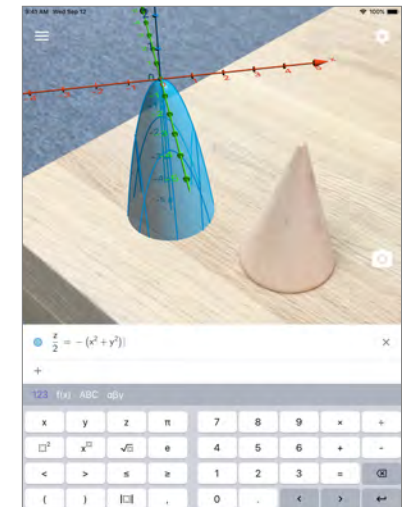 9:41 AM Wed Sep 12 100%
z/2 = − (x² + y²)
+
123 f(x) ABC αβγ
x y z π 7 8 9 × ÷
□² x□ √□ e 4 5 6 + -
< > ≤ ≥ 1 2 3 =
( ) |□| , 0 . < >